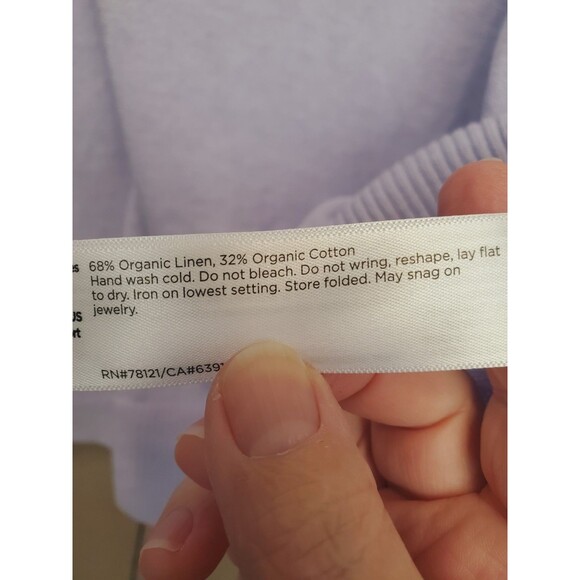 68% Organic Linen, 32% Organic Cotton
Hand wash cold. Do not bleach. Do not wring, reshape, lay flat
to dry. Iron on lowest setting. Store folded. May snag on
jewelry.
US
RN#78121/CA#639